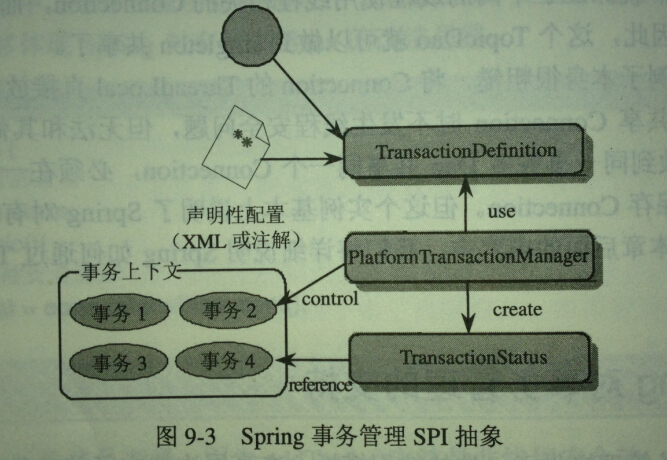 TransactionDefinition
声明性配置
（XML 或注解）
use
事务上下文
PlatformTransactionManager
control
事务 1
事务 2
create
事务 3
事务 4
TransactionStatus
reference
图 9-3 Spring 事务管理 SPI 抽象